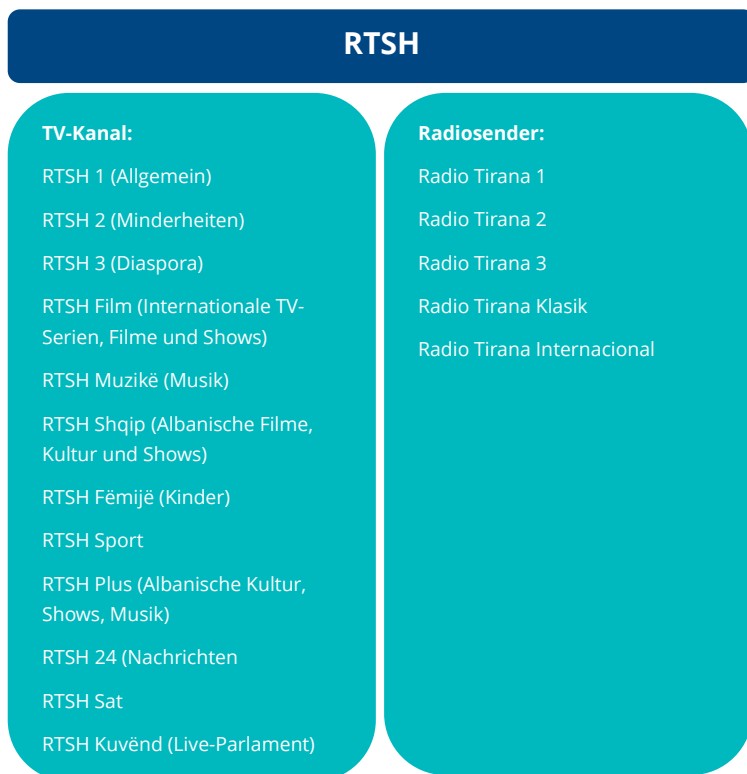 RTSH
TV-Kanal:
RTSH 1 (Allgemein)
RTSH 2 (Minderheiten)
RTSH 3 (Diaspora)
RTSH Film (Internationale TV-
Serien, Filme und Shows)
RTSH Muzikë (Musik)
RTSH Shqip (Albanische Filme,
Kultur und Shows)
RTSH Fëmijë (Kinder)
RTSH Sport
RTSH Plus (Albanische Kultur,
Shows, Musik)
RTSH 24 (Nachrichten
RTSH Sat
RTSH Kuvënd (Live-Parlament)
Radiosender:
Radio Tirana 1
Radio Tirana 2
Radio Tirana 3
Radio Tirana Klasik
Radio Tirana Internacional